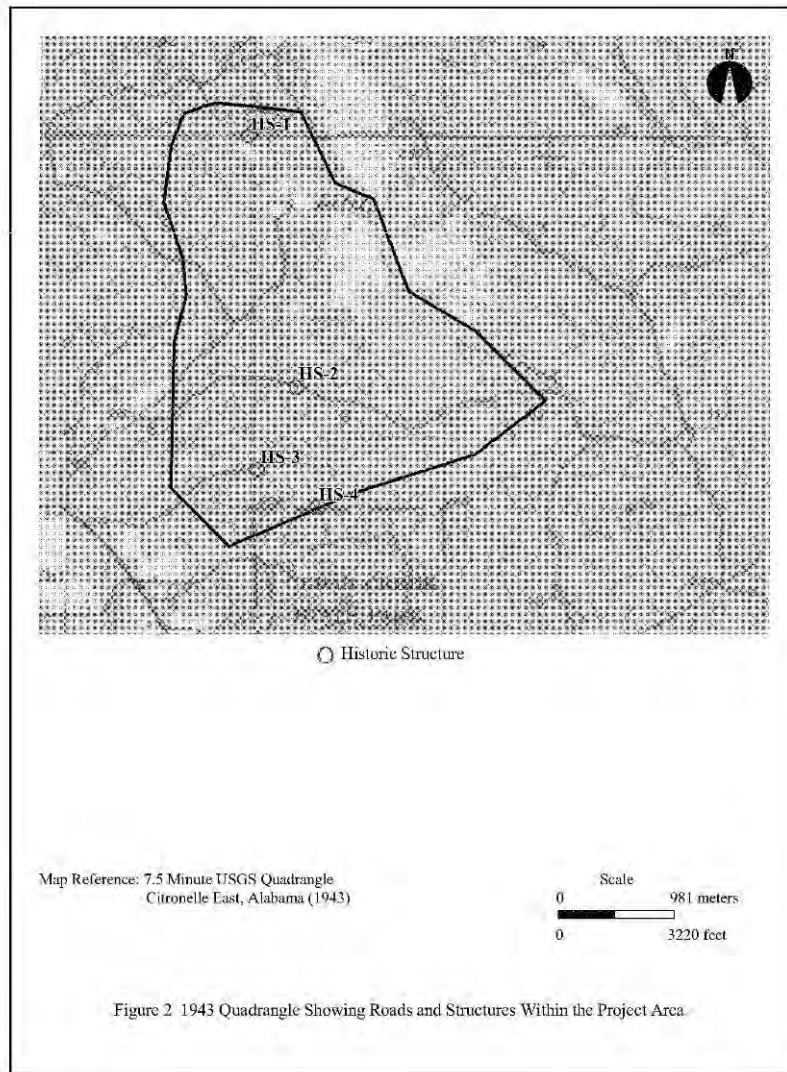 N
HS-1
HS-2
HS-3
HS-4
Historic Structure
Map Reference: 7.5 Minute USGS Quadrangle
Citronelle East, Alabama (1943)
Scale
0 981 meters
0 3220 feet
Figure 2 1943 Quadrangle Showing Roads and Structures Within the Project Area